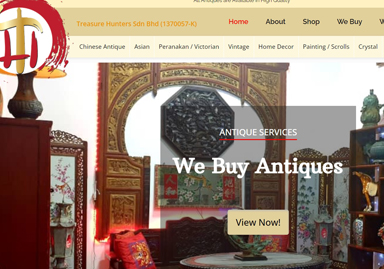 All Antiques are Available in High Quality
Treasure Hunters Sdn Bhd (1370057-K)
Home About Shop We Buy
Chinese Antique Asian Peranakan / Victorian Vintage Home Decor Painting / Scrolls Crystal
ANTIQUE SERVICES
We Buy Antiques
View Now!